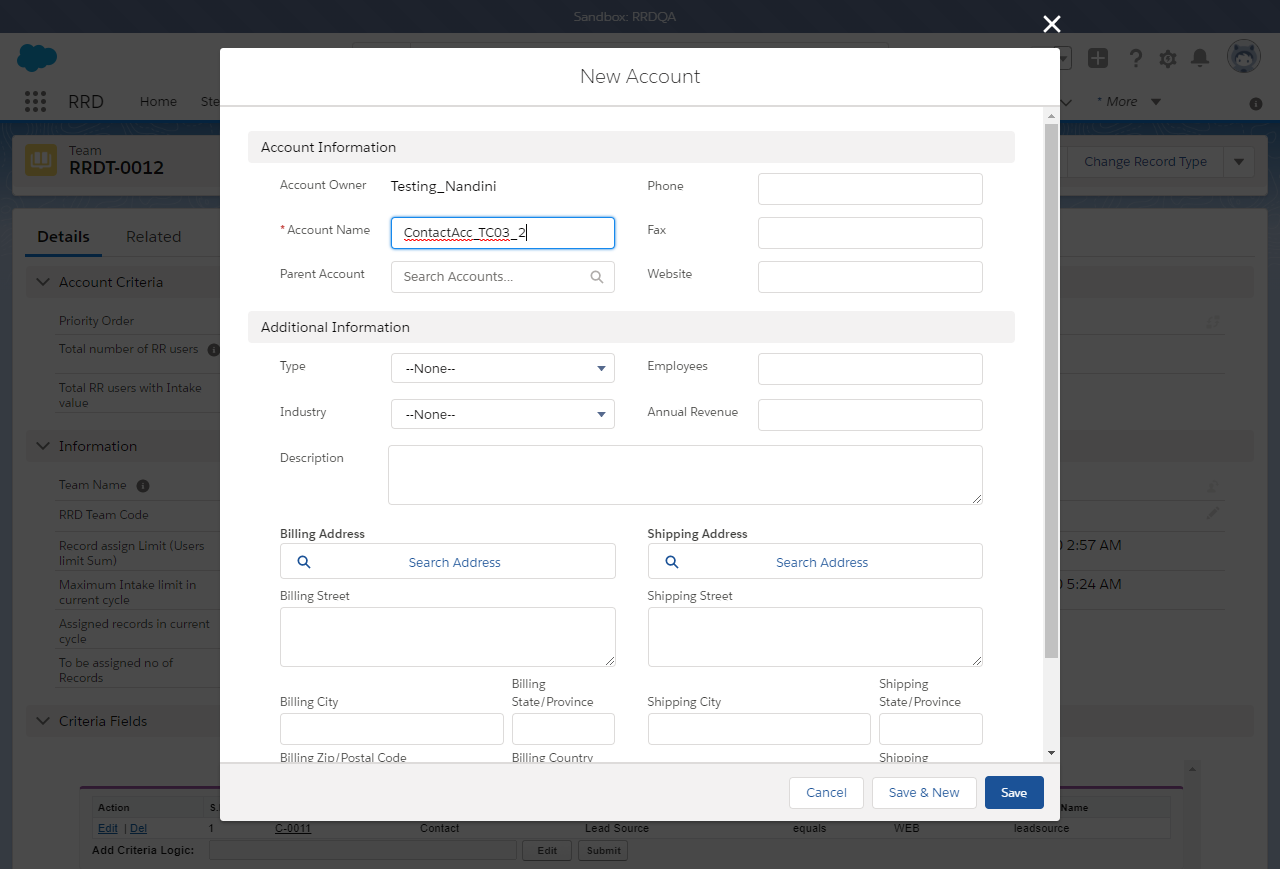 Sandbox: RRDQA
New Account
RRD
Home
Ste
* More
Team
RRDT-0012
Change Record Type
Details
Related
Account Criteria
Priority Order
Total number of RR users
Total RR users with Intake
value
Information
Team Name
RRD Team Code
Record assign Limit (Users
limit Sum)
2:57 AM
Maximum Intake limit in
current cycle
5:24 AM
Assigned records in current
cycle
To be assigned no of
Records
Criteria Fields
Account Information
Account Owner Testing_Nandini Phone
*Account Name ContactAcc_TC03_2 Fax
Parent Account Search Accounts... Website
Additional Information
Type --None-- Employees
Industry --None-- Annual Revenue
Description
Billing Address Shipping Address
Search Address Search Address
Billing Street Shipping Street
Billing Shipping
Billing City State/Province Shipping City State/Province
Billing Zip/Postal Code Billing Country Shipping
Cancel Save & New Save
Action S. Name
Edit | Del 1 C-0011 Contact Lead Source equals WEB leadsource
Add Criteria Logic: Edit Submit